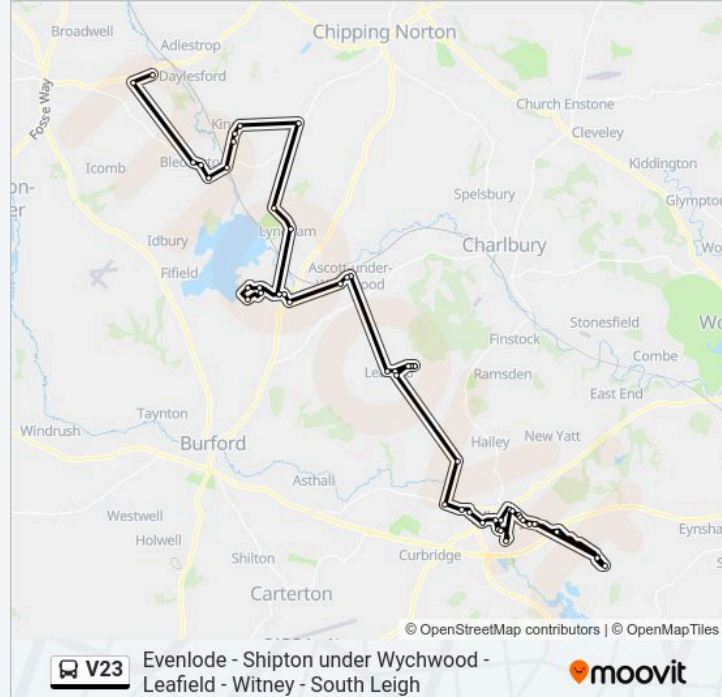 Broadwell
Adlestrop
Chipping Norton
Daylesford
Fosse Way
Church Enstone
Cleveley
Icomb
Kiddington
Spelsbury
Glympton
Idbury
Charlbury
Fifield
Ascott under-
Stonesfield
Finstock
Combe
Ramsden
Taynton
East End
Windrush
Burford
Hailey
New Yatt
Asthall
Westwell
Holwell
Shilton
Curbridge
Eynsha
Carterton
© OpenStreetMap contributors | © OpenMapTiles
V23
Evenlode - Shipton under Wychwood -
Leafield - Witney - South Leigh
moovit